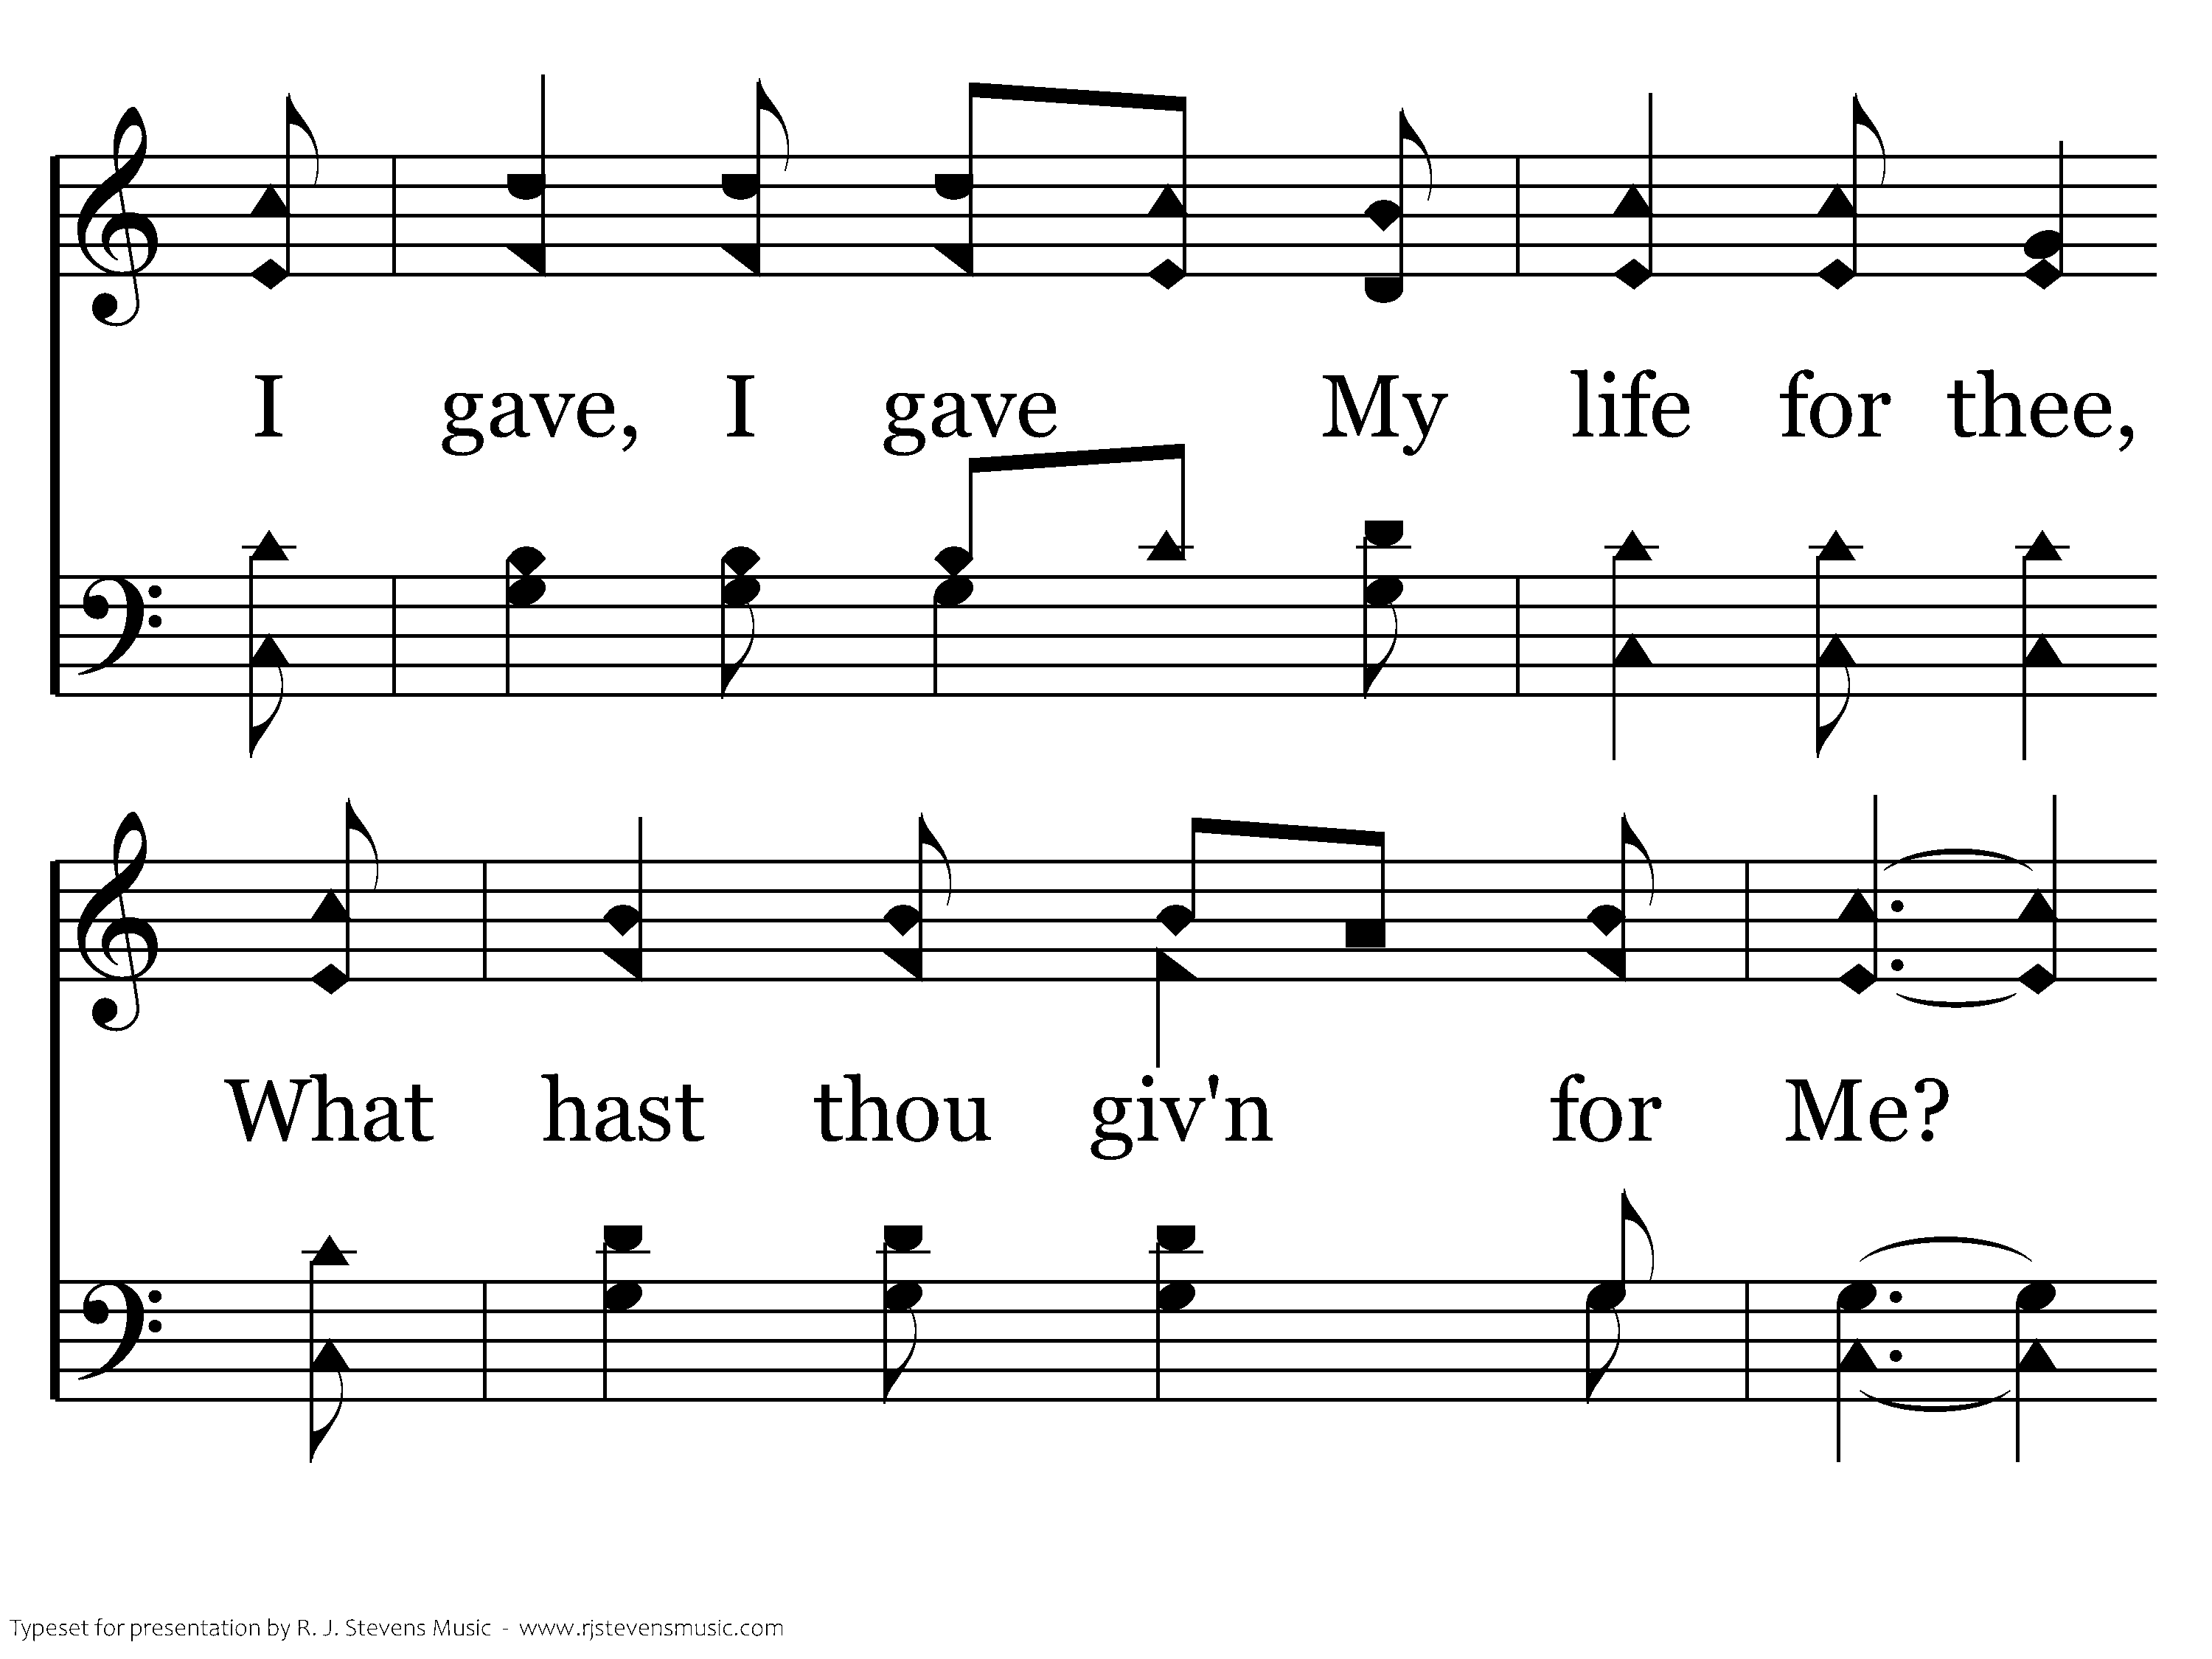 I gave, I gave My life for thee,
What hast thou giv'n for Me?
Typeset for presentation by R. J. Stevens Music - www.rjstevensmusic.com